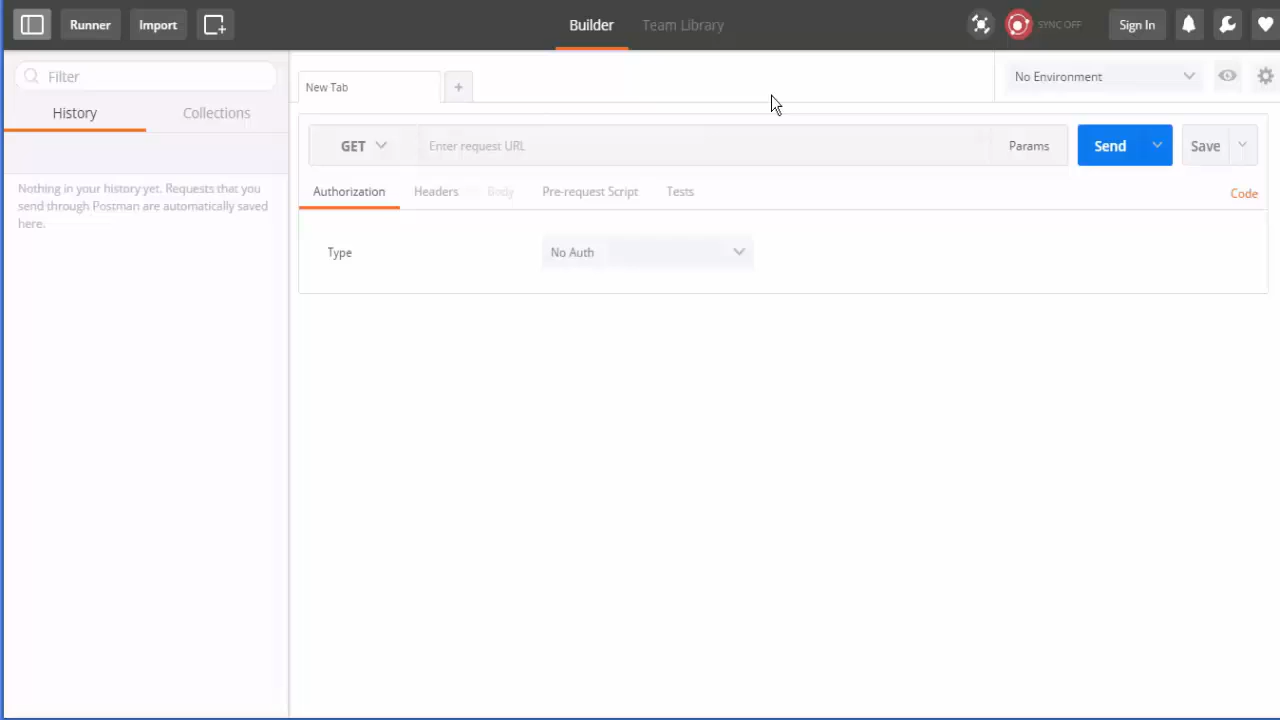 Runner
Import
Builder
Team Library
SYNC OFF
Sign In
Filter
History
Collections
Nothing in your history yet. Requests that you
send through Postman are automatically saved
here.
New Tab
+
No Environment
GET
Enter request URL
Params
Send
Save
Authorization
Headers
Body
Pre-request Script
Tests
Code
Type
No Auth